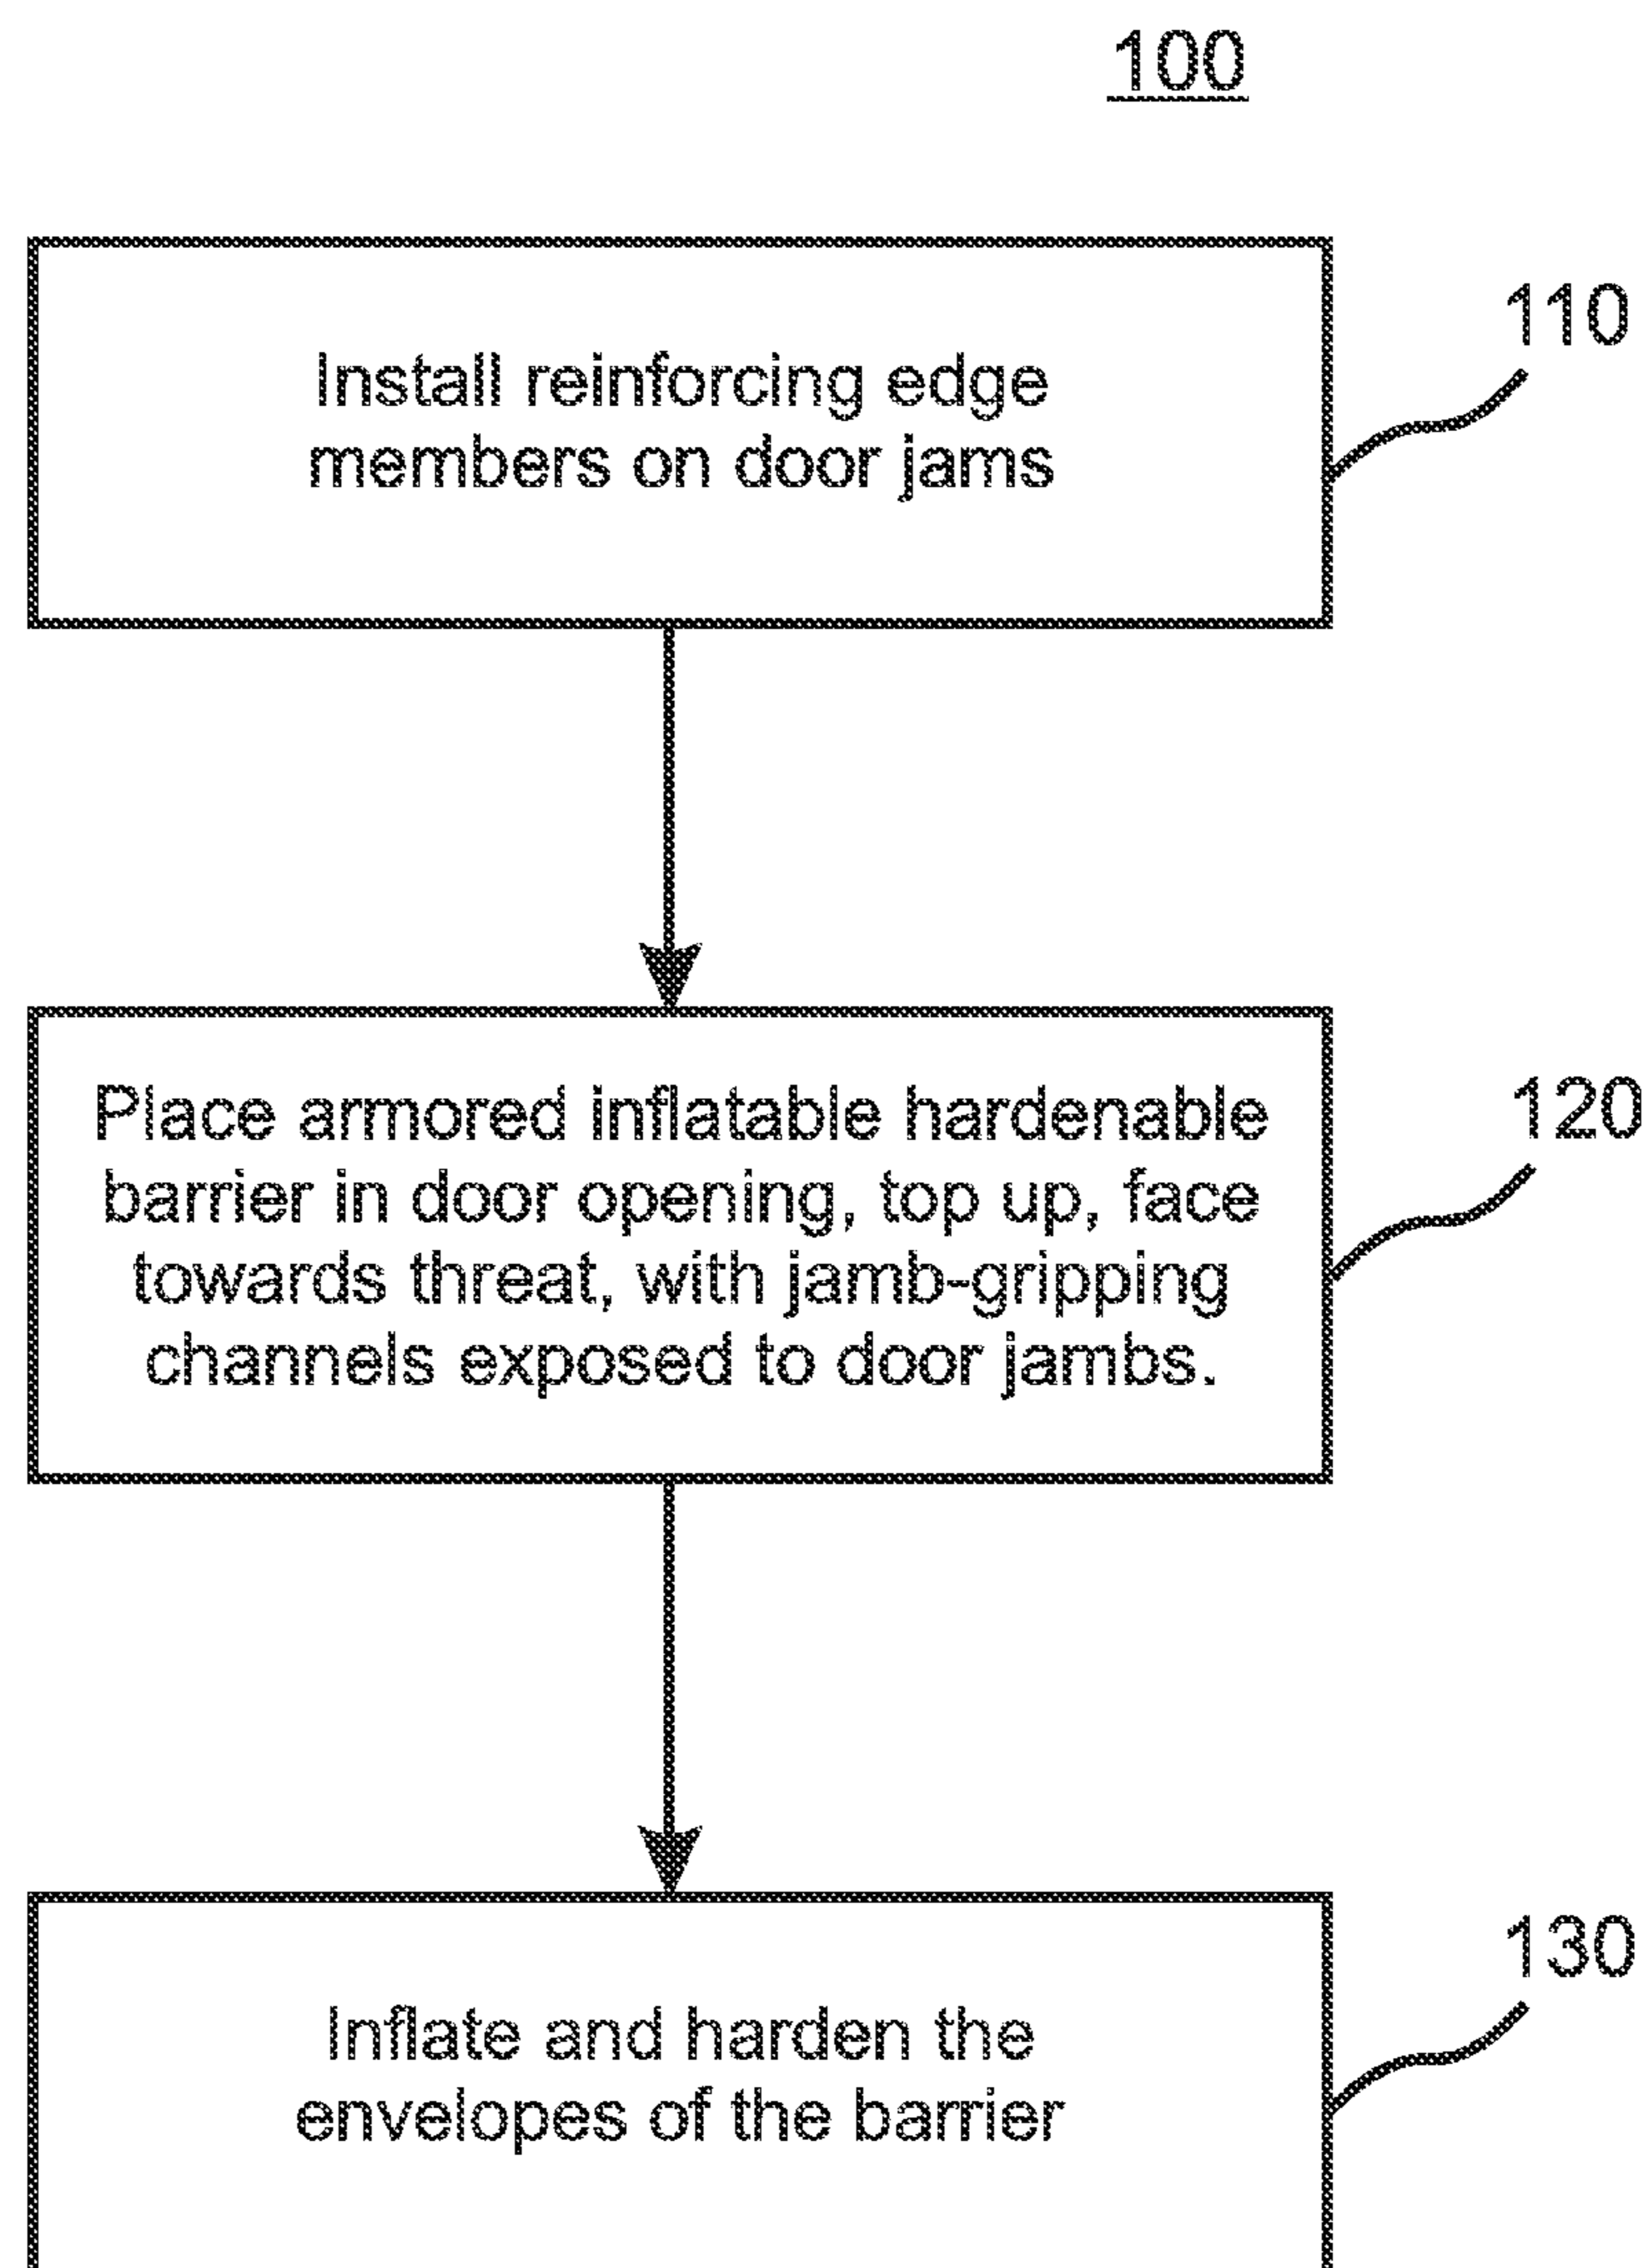 100
Install reinforcing edge
members on door jams
110
Place armored inflatable hardenable
barrier in door opening, top up, face
towards threat, with jamb-gripping
channels exposed to door jambs.
120
Inflate and harden the
envelopes of the barrier
130